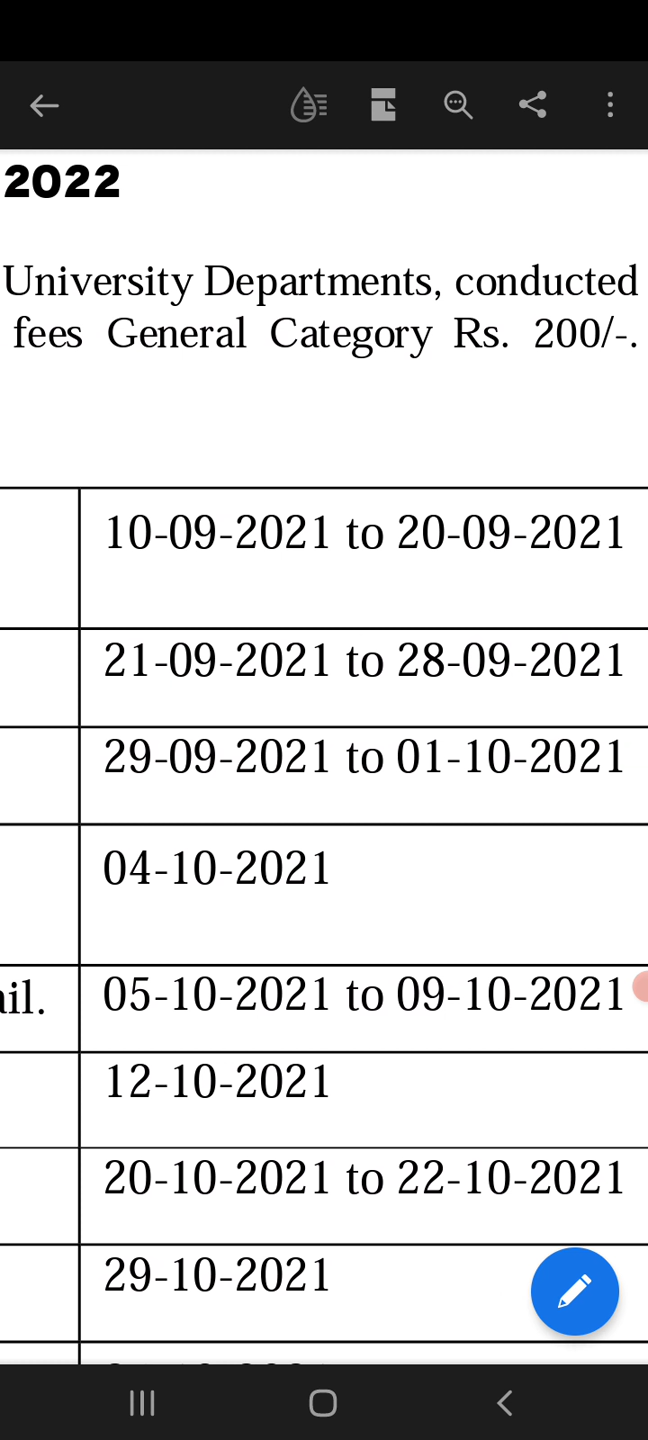 2022
University Departments, conducted
fees General Category Rs. 200/-.
10-09-2021 to 20-09-2021
21-09-2021 to 28-09-2021
29-09-2021 to 01-10-2021
04-10-2021
05-10-2021 to 09-10-2021
12-10-2021
20-10-2021 to 22-10-2021
29-10-2021